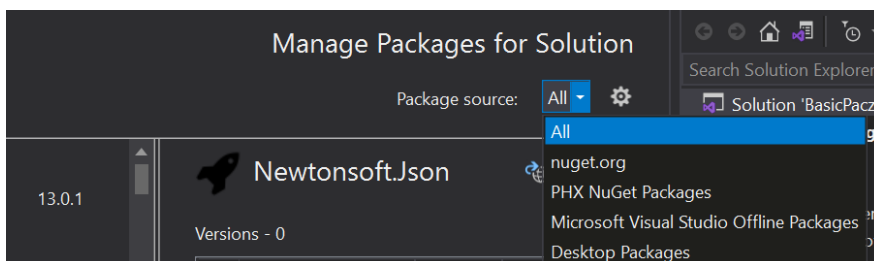 Manage Packages for Solution
Package source: All
Search Solution Explorer
Solution 'BasicPacz
All
nuget.org
PHX NuGet Packages
Microsoft Visual Studio Offline Packages
Desktop Packages
13.0.1
Newtonsoft.Json
Versions - 0